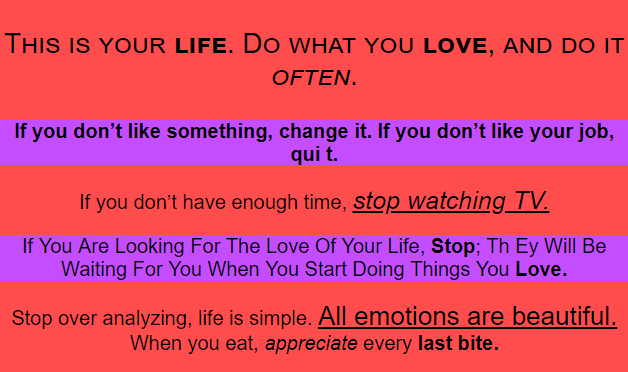 This is your life. Do what you love, and do it
often.
If you don’t like something, change it. If you don’t like your job,
qui t.
If you don’t have enough time, stop watching TV.
If You Are Looking For The Love Of Your Life, Stop; Th Ey Will Be
Waiting For You When You Start Doing Things You Love.
Stop over analyzing, life is simple. All emotions are beautiful.
When you eat, appreciate every last bite.